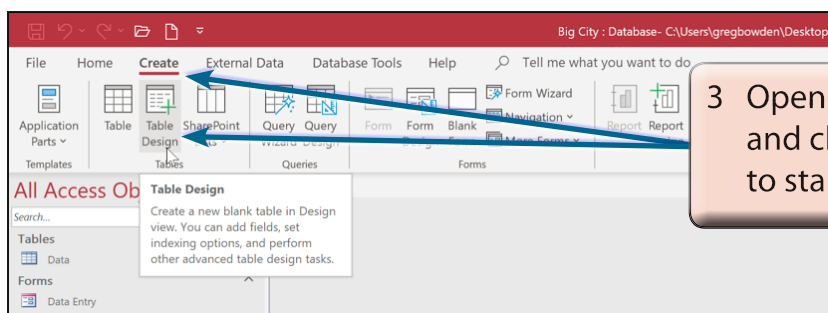 Big City : Database- C:\Users\gregbowden\Desktop
File Home Create External Data Database Tools Help Tell me what you want to do
Application Parts
Table
Table Design
SharePoint
Query Wizard
Query Design
Form
Form
Blank
Form Wizard
Navigation
More Forms
Report
Report
Templates
Tables
Queries
Forms
All Access Ob
Search...
Tables
Data
Forms
Data Entry
Table Design
Create a new blank table in Design
view. You can add fields, set
indexing options, and perform
other advanced table design tasks.
3 Open
and c
to sta